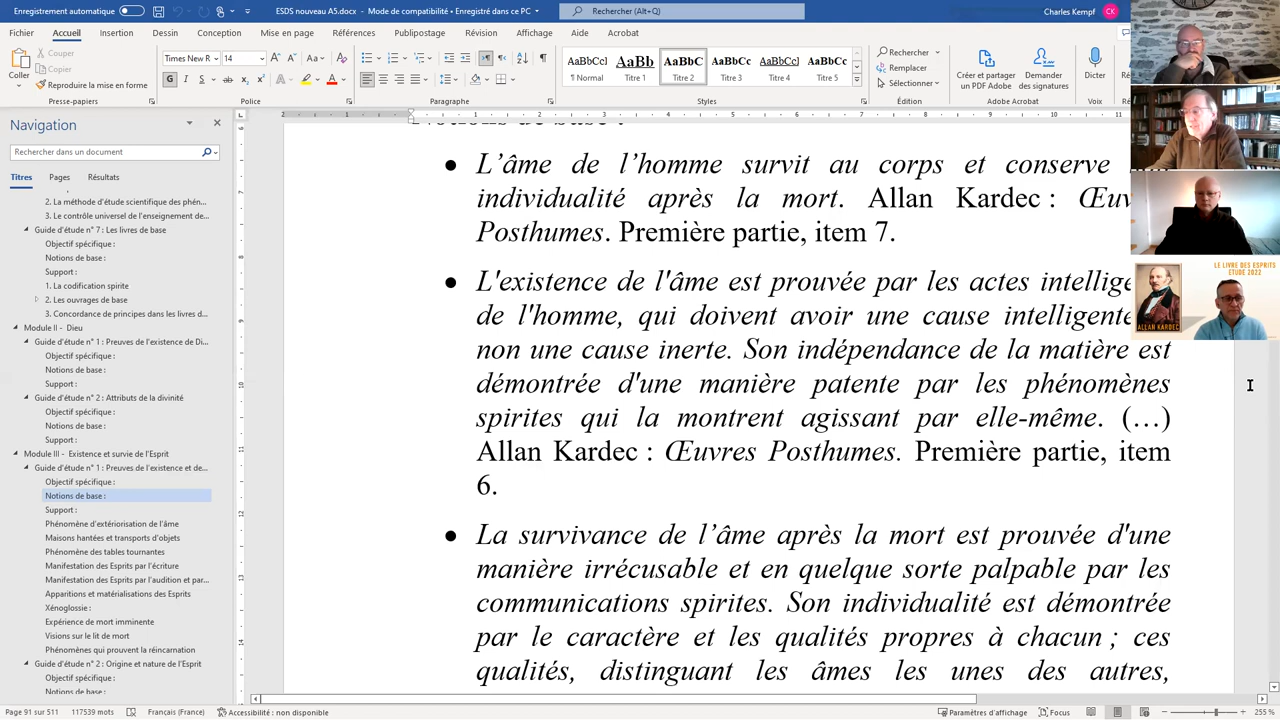 Enregistrement automatique
ESDS nouveau A5.docx - Mode de compatibilité • Enregistré dans ce PC
Rechercher (Alt+Q)
Charles Kempf
CK
Fichier Accueil Insertion Dessin Conception Mise en page Références Publipostage Révision Affichage Aide Acrobat
Coller
Couper
Copier
Reproduire la mise en forme
Presse-papiers
Times New R 14
Police
Paragraphe
AaBbCcI AaBb AaBbC AaBbCc AaBbCcI AaBbCc
¶ Normal Titre 1 Titre 2 Titre 3 Titre 4 Titre 5
Styles
Rechercher
Remplacer
Sélectionner
Édition
Créer et partager un PDF Adobe
Demander des signatures
Adobe Acrobat
Dicter
Voix
Navigation
Rechercher dans un document
Titres Pages Résultats
2. La méthode d'étude scientifique des phén...
3. Le contrôle universel de l'enseignement de...
Guide d'étude n° 7 : Les livres de base
Objectif spécifique :
Notions de base :
Support :
1. La codification spirite
2. Les ouvrages de base
3. Concordance de principes dans les livres d...
Module II - Dieu
Guide d'étude n° 1 : Preuves de l'existence de Di...
Objectif spécifique :
Notions de base :
Support :
Guide d'étude n° 2 : Attributs de la divinité
Objectif spécifique :
Notions de base :
Support :
Module III - Existence et survie de l'Esprit
Guide d'étude n° 1 : Preuves de l'existence et de...
Objectif spécifique :
Notions de base :
Support :
Phénomène d'extériorisation de l'âme
Maisons hantées et transports d'objets
Phénomène des tables tournantes
Manifestation des Esprits par l'écriture
Manifestation des Esprits par l'audition et par...
Apparitions et matérialisations des Esprits
Xénoglossie :
Expérience de mort imminente
Visions sur le lit de mort
Phénomènes qui prouvent la réincarnation
Guide d'étude n° 2 : Origine et nature de l'Esprit
Objectif spécifique :
Notions de base :
Notions de base :
● L'âme de l'homme survit au corps et conserve
individualité après la mort. Allan Kardec : Œuv
Posthumes. Première partie, item 7.
● L'existence de l'âme est prouvée par les actes intellig
de l'homme, qui doivent avoir une cause intelligente
non une cause inerte. Son indépendance de la matière est
démontrée d'une manière patente par les phénomènes
spirites qui la montrent agissant par elle-même. (…)
Allan Kardec : Œuvres Posthumes. Première partie, item
6.
● La survivance de l'âme après la mort est prouvée d'une
manière irrécusable et en quelque sorte palpable par les
communications spirites. Son individualité est démontrée
par le caractère et les qualités propres à chacun ; ces
qualités, distinguant les âmes les unes des autres,
LE LIVRE DES ESPRITS
ETUDE 2022
ALLAN KARDEC
Page 91 sur 511 117539 mots Français (France) Accessibilité : non disponible
Paramètres d'affichage Focus 255 %